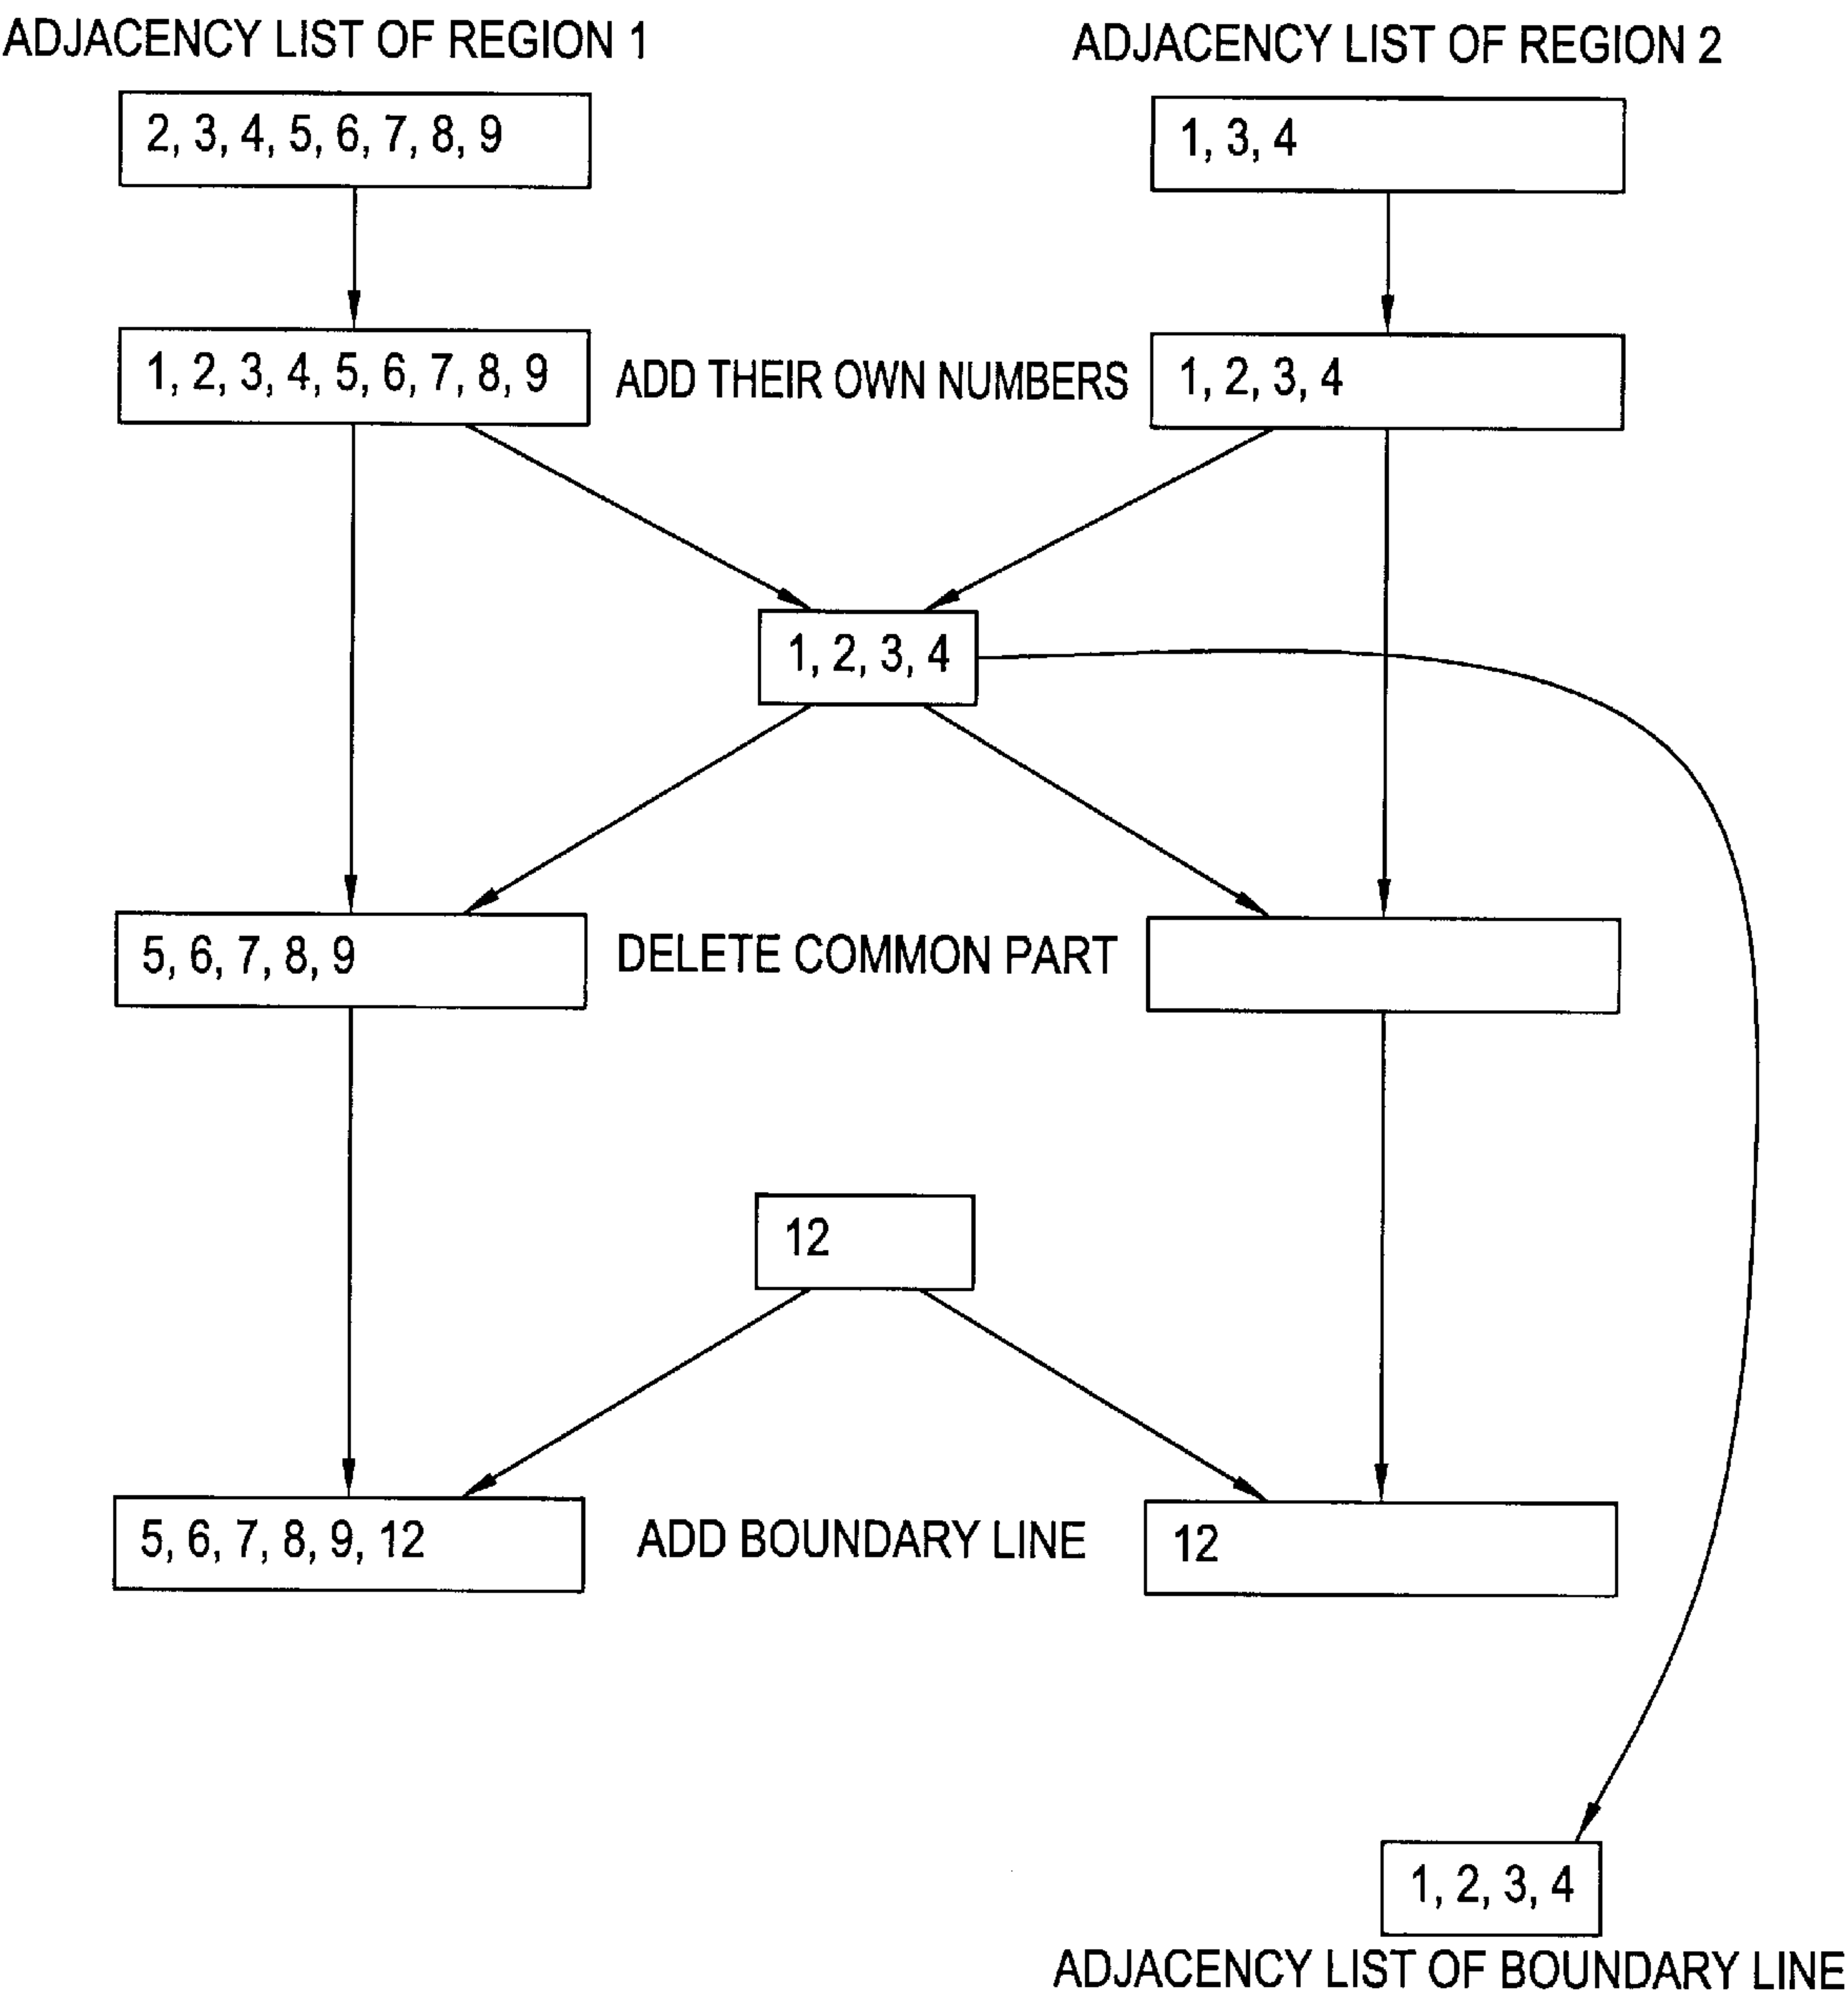 ADJACENCY LIST OF REGION 1
ADJACENCY LIST OF REGION 2
2, 3, 4, 5, 6, 7, 8, 9
1, 3, 4
1, 2, 3, 4, 5, 6, 7, 8, 9
ADD THEIR OWN NUMBERS
1, 2, 3, 4
1, 2, 3, 4
5, 6, 7, 8, 9
DELETE COMMON PART
12
5, 6, 7, 8, 9, 12
ADD BOUNDARY LINE
12
1, 2, 3, 4
ADJACENCY LIST OF BOUNDARY LINE